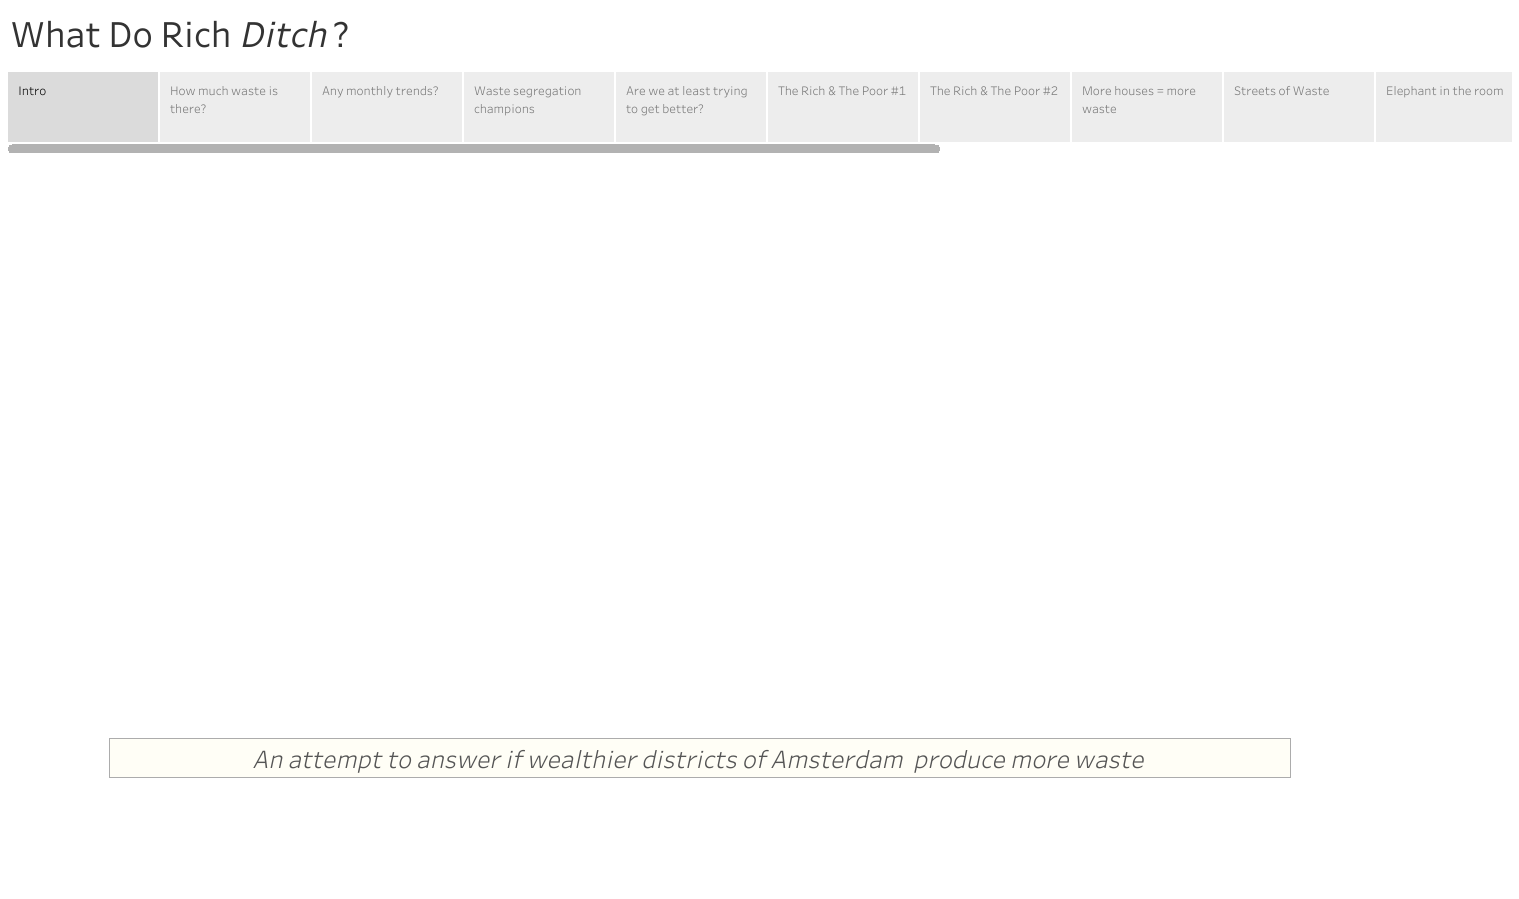 What Do Rich Ditch?
Intro
How much waste is
there?
Any monthly trends?
Waste segregation
champions
Are we at least trying
to get better?
The Rich & The Poor #1
The Rich & The Poor #2
More houses = more
waste
Streets of Waste
Elephant in the room
An attempt to answer if wealthier districts of Amsterdam  produce more waste